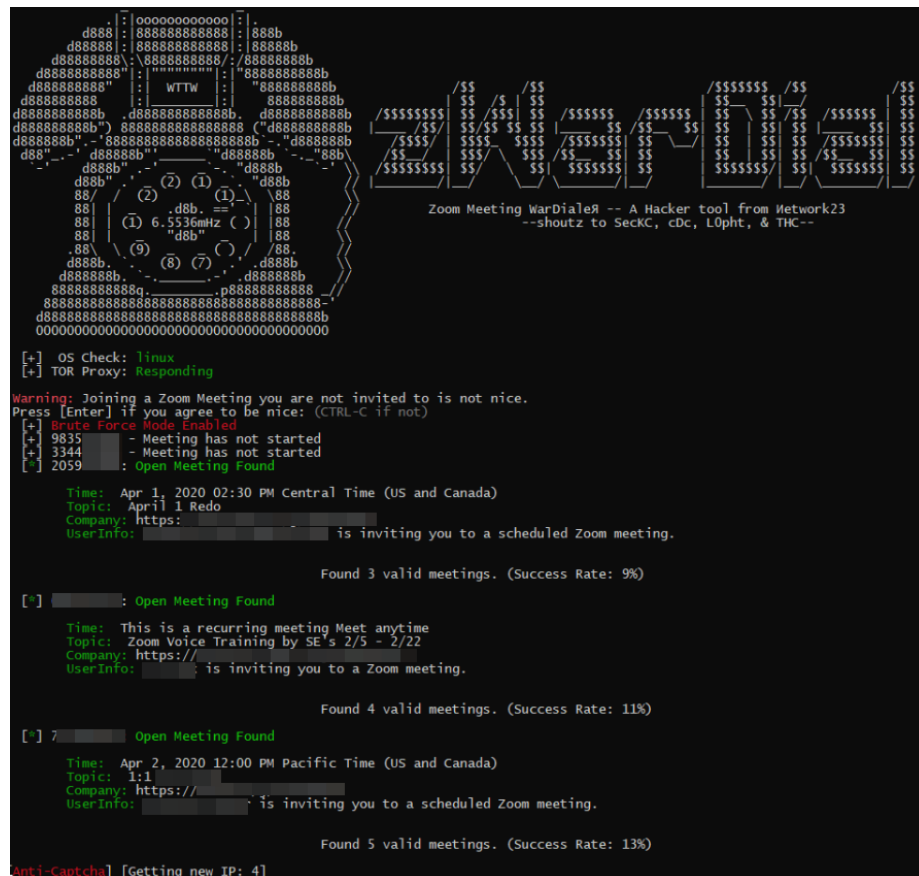 WTTW
(2) (1)
(2) (1)
(1) 6.5536mHz ( )
(9) ( )
(8) (7)
zWarDial
Zoom Meeting WarDialeЯ -- A Hacker tool from Иetwork23
--shoutz to SecKC, cDc, L0pht, & THC--
[+] OS Check: linux
[+] TOR Proxy: Responding
Warning: Joining a Zoom Meeting you are not invited to is not nice.
Press [Enter] if you agree to be nice: (CTRL-C if not)
[+] Brute Force Mode Enabled
[+] 9835 - Meeting has not started
[+] 3344 - Meeting has not started
[*] 2059 : Open Meeting Found
Time: Apr 1, 2020 02:30 PM Central Time (US and Canada)
Topic: April 1 Redo
Company: https:
UserInfo: is inviting you to a scheduled Zoom meeting.
Found 3 valid meetings. (Success Rate: 9%)
[*] : Open Meeting Found
Time: This is a recurring meeting Meet anytime
Topic: Zoom Voice Training by SE's 2/5 - 2/22
Company: https://
UserInfo: is inviting you to a Zoom meeting.
Found 4 valid meetings. (Success Rate: 11%)
[*] 7 Open Meeting Found
Time: Apr 2, 2020 12:00 PM Pacific Time (US and Canada)
Topic: 1:1
Company: https://
UserInfo: is inviting you to a scheduled Zoom meeting.
Found 5 valid meetings. (Success Rate: 13%)
[Anti-Captcha] [Getting new IP: 4]